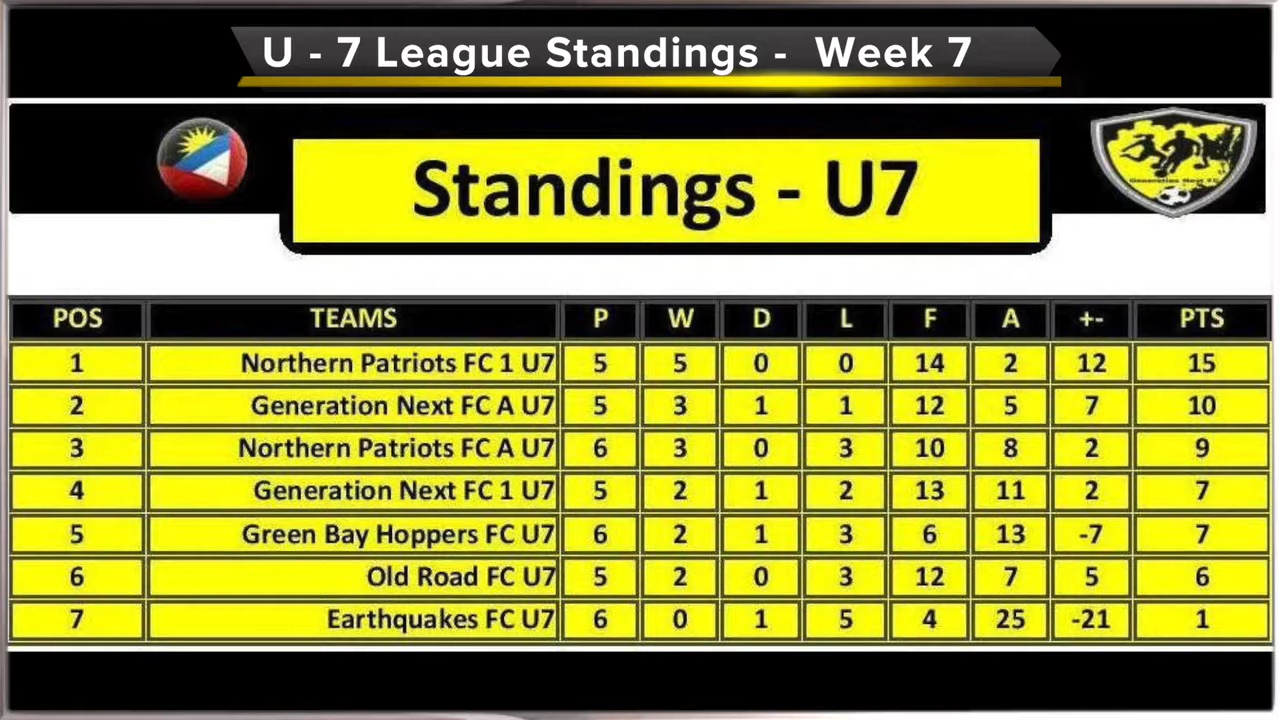 U - 7 League Standings - Week 7
Standings - U7
Generation Next FC
POS TEAMS P W D L F A +- PTS
1 Northern Patriots FC 1 U7 5 5 0 0 14 2 12 15
2 Generation Next FC A U7 5 3 1 1 12 5 7 10
3 Northern Patriots FC A U7 6 3 0 3 10 8 2 9
4 Generation Next FC 1 U7 5 2 1 2 13 11 2 7
5 Green Bay Hoppers FC U7 6 2 1 3 6 13 -7 7
6 Old Road FC U7 5 2 0 3 12 7 5 6
7 Earthquakes FC U7 6 0 1 5 4 25 -21 1